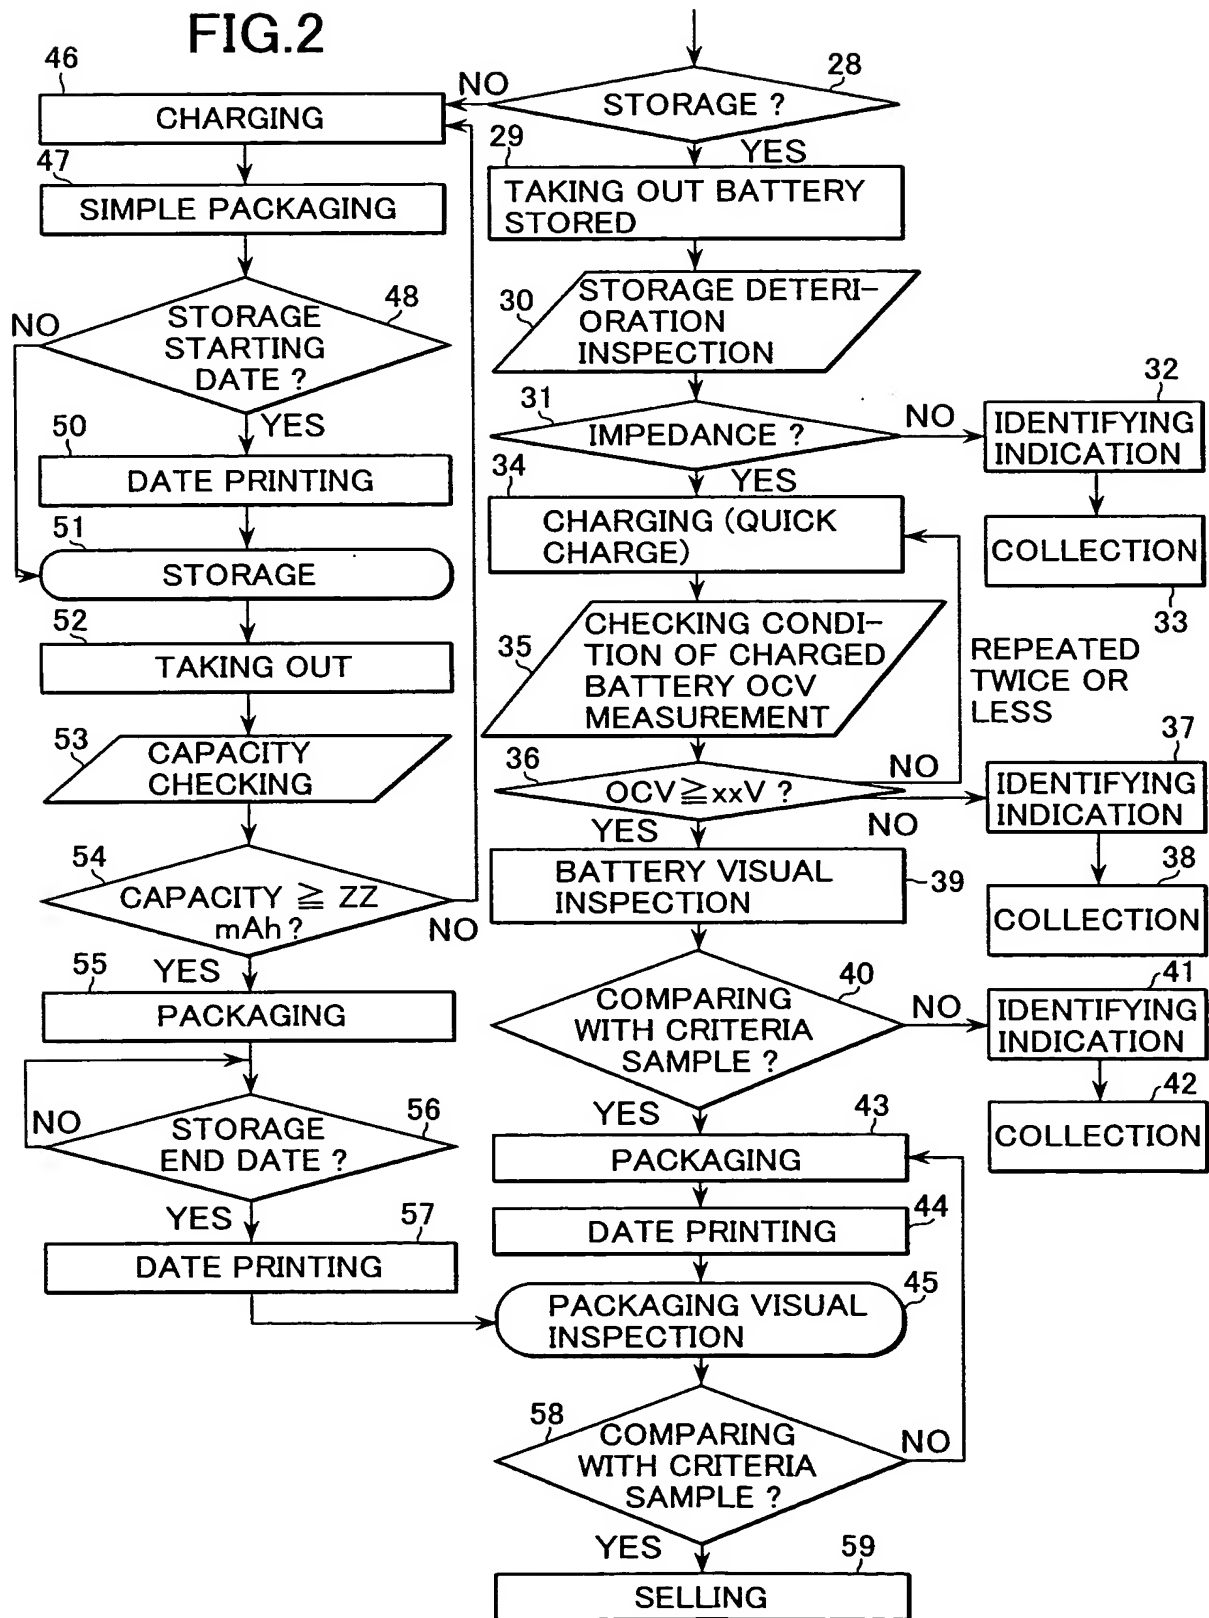 FIG.2
28
STORAGE ?
NO
YES
46
CHARGING
47
SIMPLE PACKAGING
48
STORAGE
STARTING
DATE ?
NO
YES
50
DATE PRINTING
51
STORAGE
52
TAKING OUT
53
CAPACITY
CHECKING
54
CAPACITY ≧ ZZ
mAh ?
NO
YES
55
PACKAGING
56
STORAGE
END DATE ?
NO
YES
57
DATE PRINTING
29
TAKING OUT BATTERY
STORED
30
STORAGE DETERI-
ORATION
INSPECTION
31
IMPEDANCE ?
NO
YES
32
IDENTIFYING
INDICATION
COLLECTION
33
34
CHARGING (QUICK
CHARGE)
35
CHECKING CONDI-
TION OF CHARGED
BATTERY OCV
MEASUREMENT
REPEATED
TWICE OR
LESS
36
OCV≧xxV ?
NO
NO
YES
37
IDENTIFYING
INDICATION
38
COLLECTION
BATTERY VISUAL
INSPECTION
39
40
COMPARING
WITH CRITERIA
SAMPLE ?
NO
YES
41
IDENTIFYING
INDICATION
42
COLLECTION
43
PACKAGING
DATE PRINTING
44
PACKAGING VISUAL
INSPECTION
45
58
COMPARING
WITH CRITERIA
SAMPLE ?
NO
YES
59
SELLING